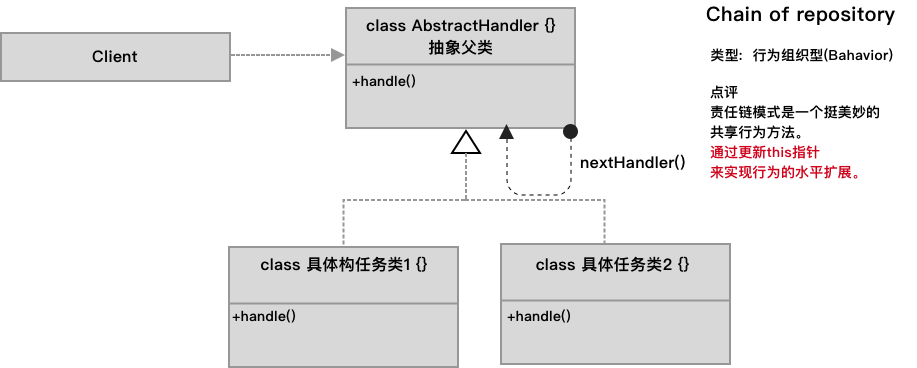 Chain of repository
class AbstractHandler {}
抽象父类
Client
+handle()
类型: 行为组织型(Bahavior)
点评
责任链模式是一个挺美妙的
共享行为方法。
通过更新this指针
来实现行为的水平扩展。
nextHandler()
class 具体构任务类1 {}
+handle()
class 具体任务类2 {}
+handle()